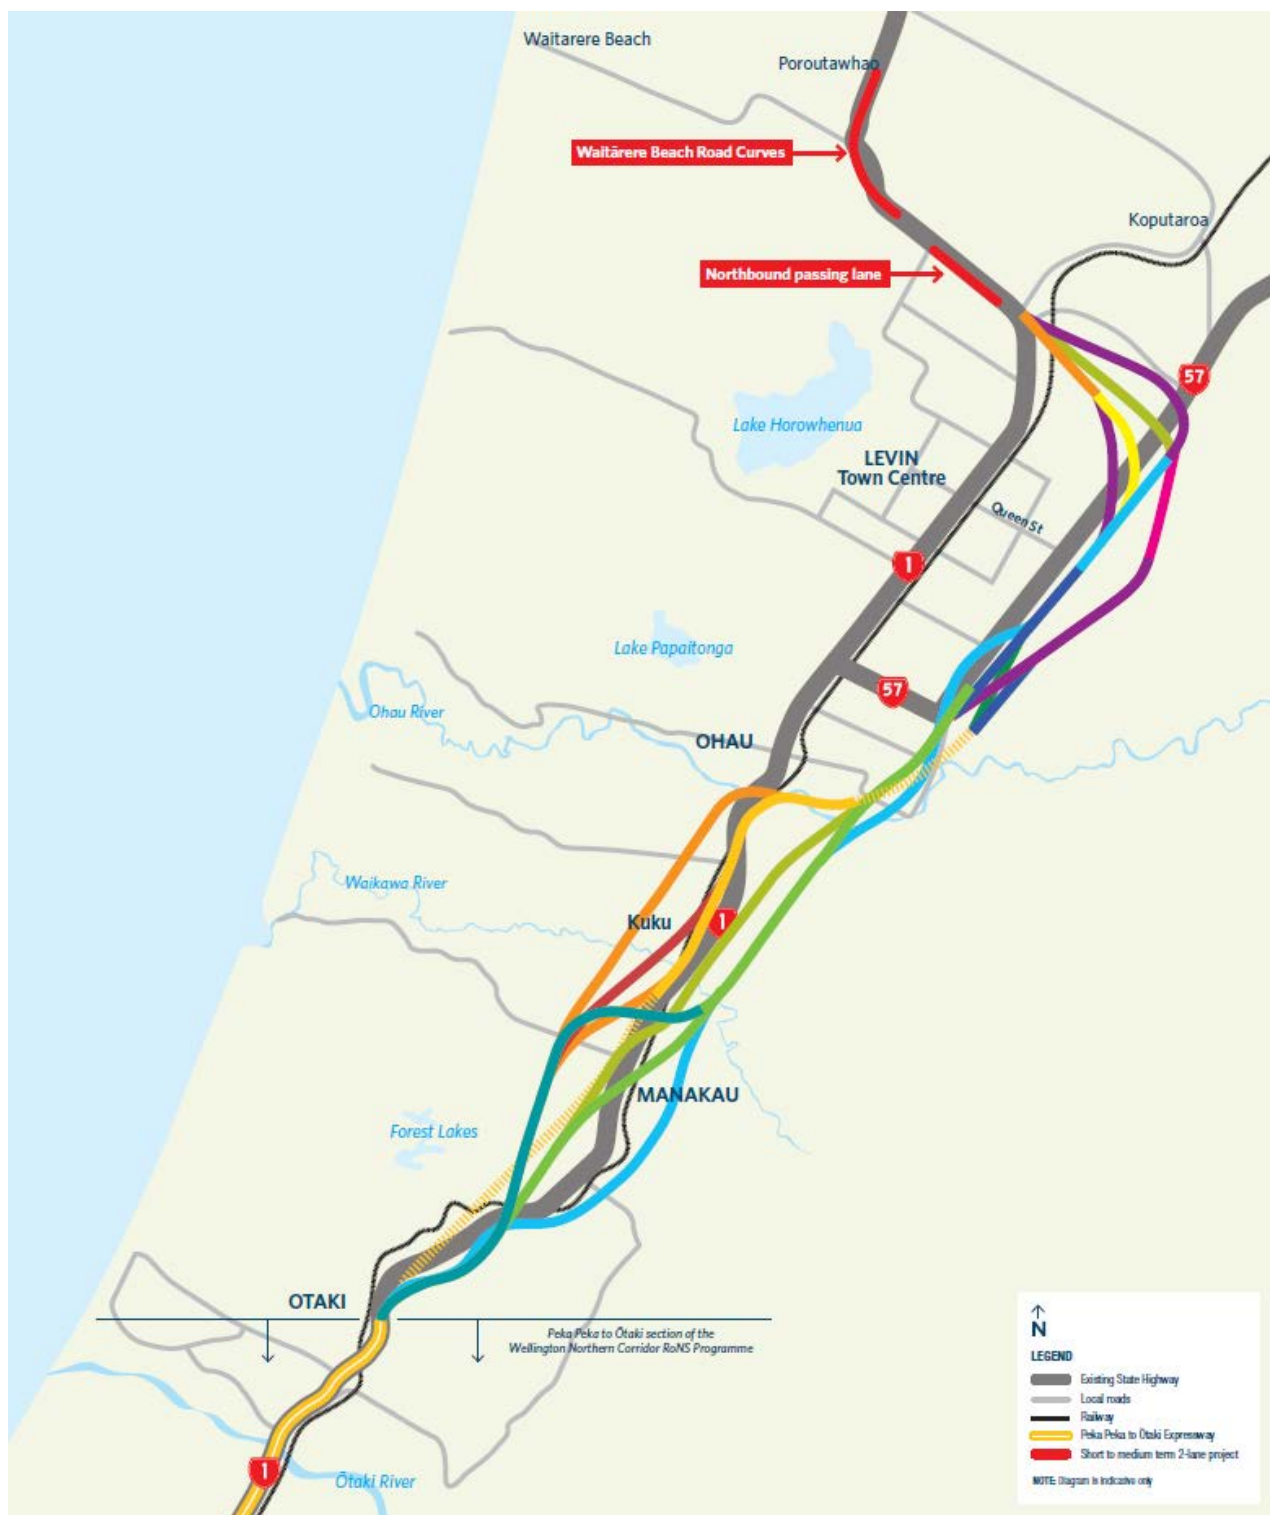 Waitarere Beach
Poroutawhao
Waitārere Beach Road Curves
Koputaroa
Northbound passing lane
57
Lake Horowhenua
LEVIN
Town Centre
Queen St
1
Lake Papaitonga
57
Ohau River
OHAU
Waikawa River
Kuku
1
MANAKAU
Forest Lakes
OTAKI
Peka Peka to Ōtaki section of the
Wellington Northern Corridor RoNS Programme
1
Ōtaki River
N
LEGEND
Existing State Highway
Local roads
Railway
Peka Peka to Ōtaki Expressway
Short to medium term 2-lane project
NOTE: Diagram is indicative only